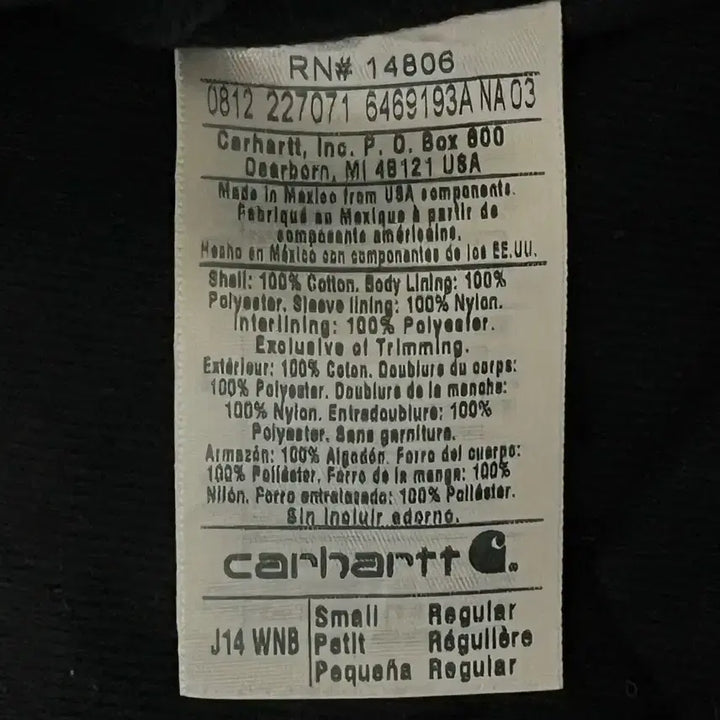 RN# 14806
0812 227071 6469193A NA 03
Carhartt, Inc. P. O. Box 600
Dearborn, MI 48121 USA
Made in Mexico from USA components.
Fabriqué au Mexique à partir de
composants américains.
Hecho en México con componentes de los EE.UU.
Shell: 100% Cotton. Body Lining: 100%
Polyester. Sleeve lining: 100% Nylon.
Interlining: 100% Polyester.
Exclusive of Trimming.
Extérieur: 100% Coton. Doublure du corps:
100% Polyester. Doublure de la manche:
100% Nylon. Entredoublure: 100%
Polyester. Sans garniture.
Armazón: 100% Algodón. Forro del cuerpo:
100% Poliéster. Forro de la manga: 100%
Nilón. Forro entrelazado: 100% Poliéster.
Sin incluir adorno.
carhartt
J14 WNB
Small Regular
Petit Régulière
Pequeña Regular